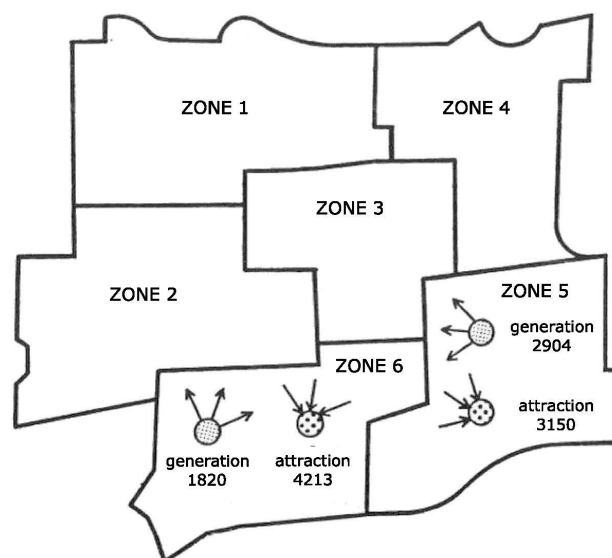 ZONE 1
ZONE 4
ZONE 3
ZONE 2
ZONE 5
generation
2904
ZONE 6
attraction
3150
generation
1820
attraction
4213